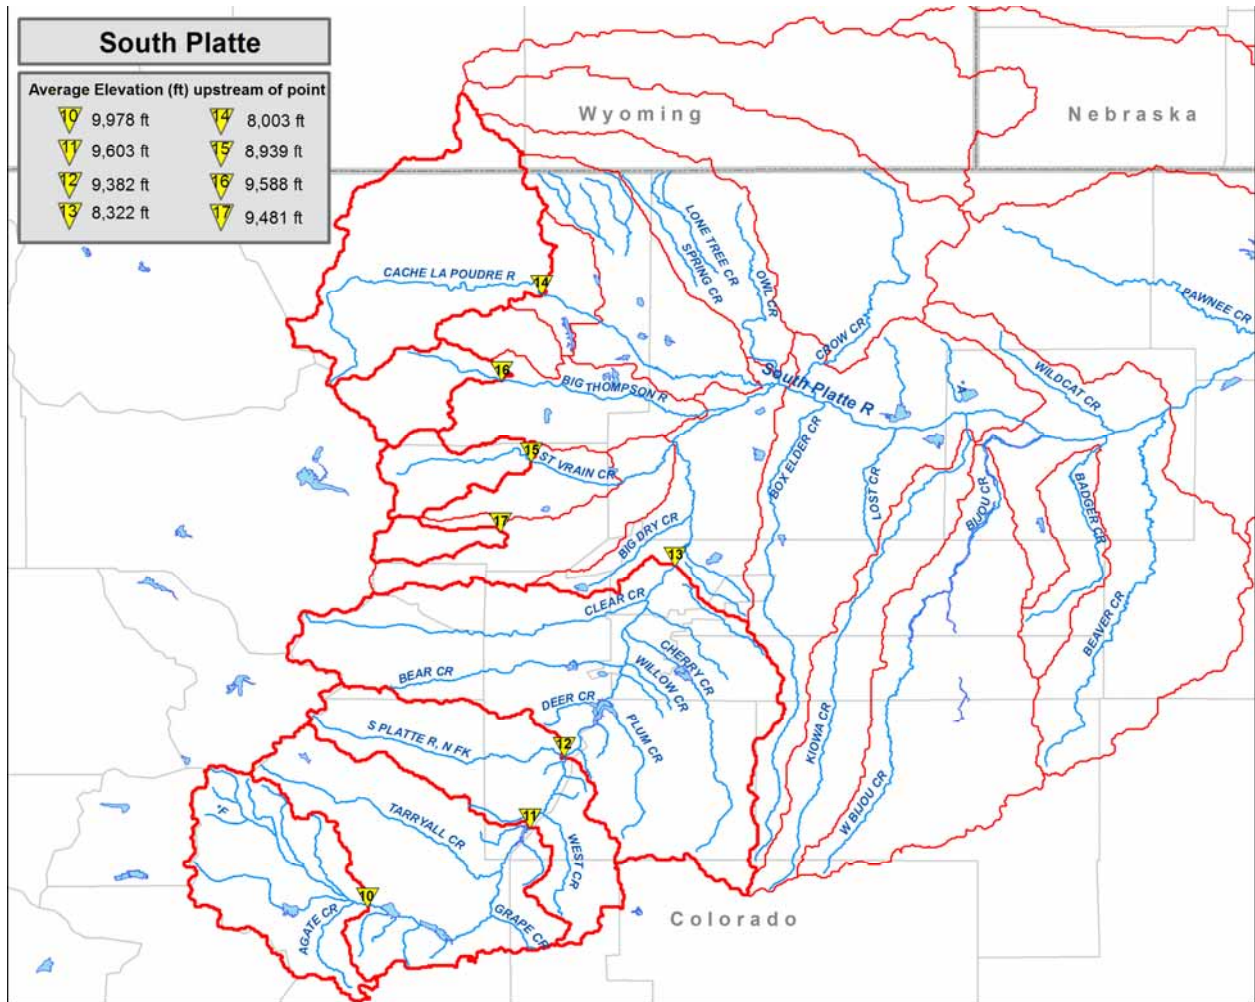 South Platte
Average Elevation (ft) upstream of point
10 9,978 ft 14 8,003 ft
11 9,603 ft 15 8,939 ft
12 9,382 ft 16 9,588 ft
13 8,322 ft 17 9,481 ft
Wyoming
Nebraska
LONE TREE CR
SPRING CR
OWL CR
CACHE LA POUDRE R
14
PAWNEE CR
CROW CR
16
BIG THOMPSON R
South Platte R
WILDCAT CR
*A
15
ST VRAIN CR
BOX ELDER CR
LOST CR
BIJOU CR
BADGER CR
17
BIG DRY CR
13
CLEAR CR
BEAVER CR
BEAR CR
CHERRY CR
WILLOW CR
DEER CR
PLUM CR
S PLATTE R, N FK
12
KIOWA CR
W BIJOU CR
*F
TARRYALL CR
11
WEST CR
10
AGATE CR
GRAPE CR
Colorado